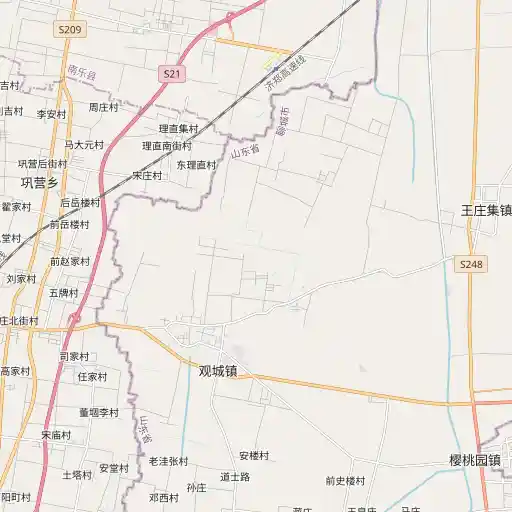 S209
南乐县
S21
济郑高速线
吉村
周庄村
利吉村
李安村
聊城市
理直集村
马大元村
理直南街村
山东省
巩营后街村
东理直村
宋庄村
巩营乡
翟家村
后岳楼村
王庄集镇
前岳楼村
堂村
前赵家村
S248
刘家村
五牌村
庄北街村
司家村
高家村
任家村
观城镇
董堌李村
山东省
宋庙村
安楼村
老洼张村
樱桃园镇
安堂村
土塔村
道士路
前史楼村
孙庄
阳町村
邓西村
马庄